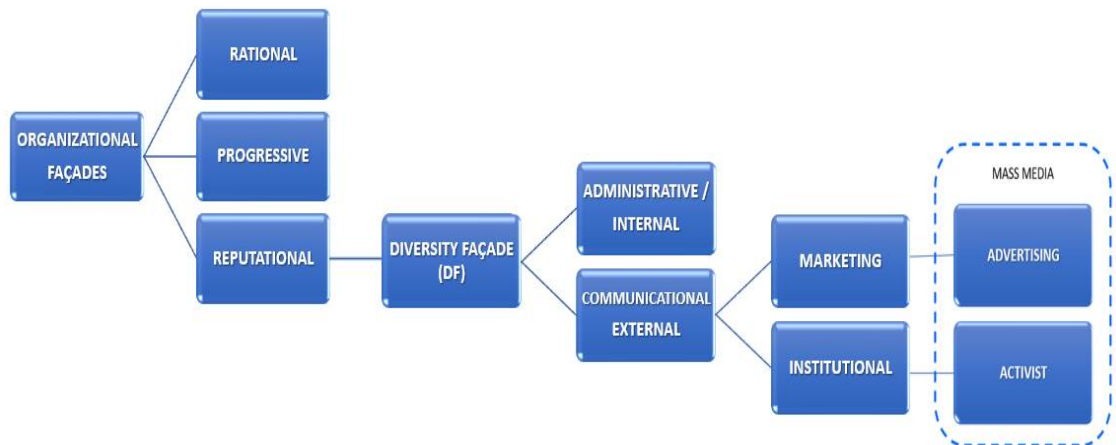 ORGANIZATIONAL
FAÇADES
RATIONAL
PROGRESSIVE
REPUTATIONAL
DIVERSITY FAÇADE
(DF)
ADMINISTRATIVE /
INTERNAL
COMMUNICATIONAL
EXTERNAL
MARKETING
INSTITUTIONAL
MASS MEDIA
ADVERTISING
ACTIVIST